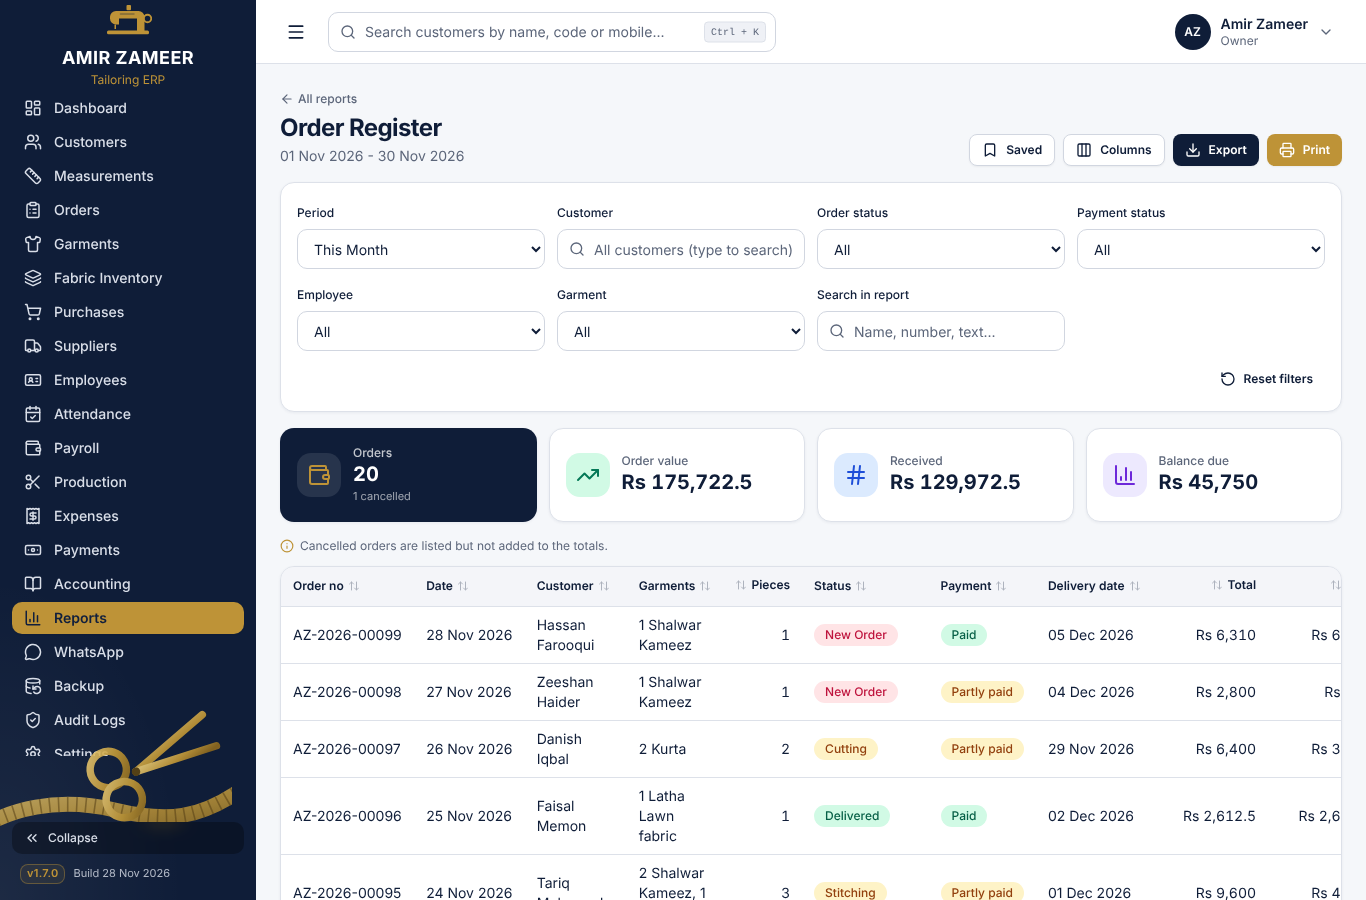 AMIR ZAMEER
Tailoring ERP
Dashboard
Customers
Measurements
Orders
Garments
Fabric Inventory
Purchases
Suppliers
Employees
Attendance
Payroll
Production
Expenses
Payments
Accounting
Reports
WhatsApp
Backup
Audit Logs
Settings
Collapse
v1.7.0 Build 28 Nov 2026
Search customers by name, code or mobile... Ctrl + K
AZ Amir Zameer
Owner
All reports
Order Register
01 Nov 2026 - 30 Nov 2026
Saved Columns Export Print
Period Customer Order status Payment status
This Month All customers (type to search) All All
Employee Garment Search in report
All All Name, number, text...
Reset filters
Orders
20
1 cancelled
Order value
Rs 175,722.5
Received
Rs 129,972.5
Balance due
Rs 45,750
Cancelled orders are listed but not added to the totals.
Order no Date Customer Garments Pieces Status Payment Delivery date Total
AZ-2026-00099 28 Nov 2026 Hassan Farooqui 1 Shalwar Kameez 1 New Order Paid 05 Dec 2026 Rs 6,310 Rs 6
AZ-2026-00098 27 Nov 2026 Zeeshan Haider 1 Shalwar Kameez 1 New Order Partly paid 04 Dec 2026 Rs 2,800 Rs
AZ-2026-00097 26 Nov 2026 Danish Iqbal 2 Kurta 2 Cutting Partly paid 29 Nov 2026 Rs 6,400 Rs 3
AZ-2026-00096 25 Nov 2026 Faisal Memon 1 Latha Lawn fabric 1 Delivered Paid 02 Dec 2026 Rs 2,612.5 Rs 2,6
AZ-2026-00095 24 Nov 2026 Tariq 2 Shalwar Kameez, 1 3 Stitching Partly paid 01 Dec 2026 Rs 9,600 Rs 4